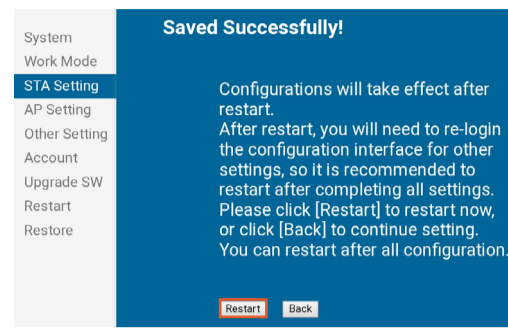 Saved Successfully!
System
Work Mode
STA Setting
AP Setting
Other Setting
Account
Upgrade SW
Restart
Restore
Configurations will take effect after
restart.
After restart, you will need to re-login
the configuration interface for other
settings, so it is recommended to
restart after completing all settings.
Please click [Restart] to restart now,
or click [Back] to continue setting.
You can restart after all configuration.
Restart Back